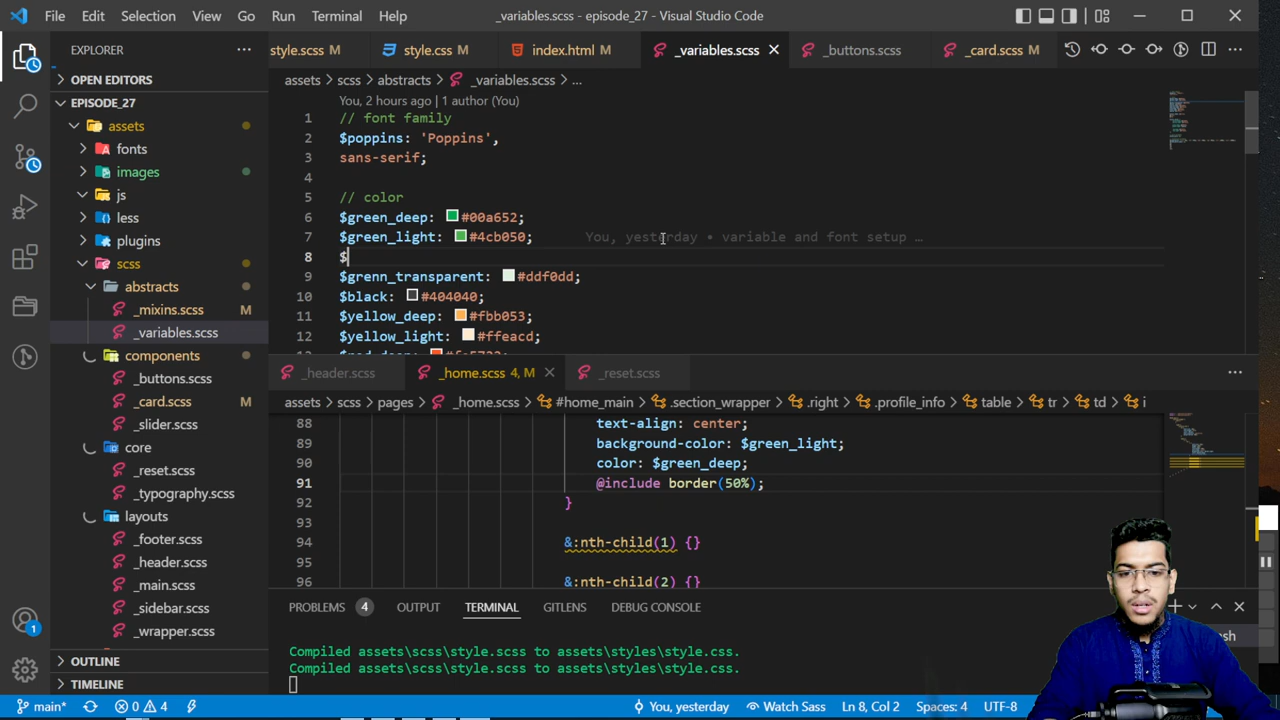 File Edit Selection View Go Run Terminal Help _variables.scss - episode_27 - Visual Studio Code
EXPLORER
OPEN EDITORS
EPISODE_27
assets
fonts
images
js
less
plugins
scss
abstracts
_mixins.scss M
_variables.scss
components
_buttons.scss
_card.scss M
_slider.scss
core
_reset.scss
_typography.scss
layouts
_footer.scss
_header.scss
_main.scss
_sidebar.scss
_wrapper.scss
OUTLINE
TIMELINE
style.scss M style.css M index.html M _variables.scss _buttons.scss _card.scss M
assets > scss > abstracts > _variables.scss > ...
You, 2 hours ago | 1 author (You)
1 // font family
2 $poppins: 'Poppins',
3 sans-serif;
4
5 // color
6 $green_deep: #00a652;
7 $green_light: #4cb050; You, yesterday • variable and font setup …
8 $
9 $grenn_transparent: #ddf0dd;
10 $black: #404040;
11 $yellow_deep: #fbb053;
12 $yellow_light: #ffeacd;
_header.scss _home.scss 4, M _reset.scss
assets > scss > pages > _home.scss > #home_main > .section_wrapper > .right > .profile_info > table > tr > td > i
88 text-align: center;
89 background-color: $green_light;
90 color: $green_deep;
91 @include border(50%);
92 }
93
94 &:nth-child(1) {}
95
96 &:nth-child(2) {}
PROBLEMS 4 OUTPUT TERMINAL GITLENS DEBUG CONSOLE
Compiled assets\scss\style.scss to assets\styles\style.css.
Compiled assets\scss\style.scss to assets\styles\style.css.
1 main* 0 4 You, yesterday Watch Sass Ln 8, Col 2 Spaces: 4 UTF-8